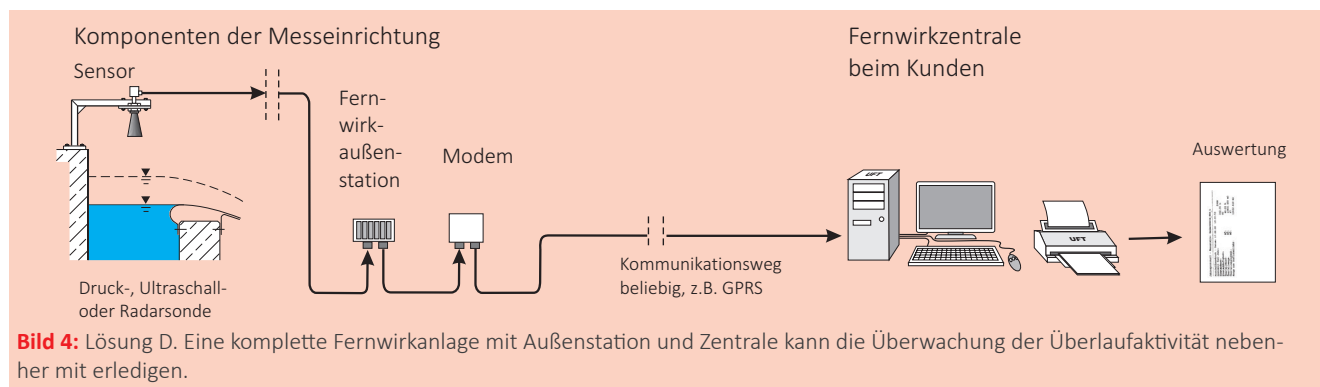 Komponenten der Messeinrichtung
Sensor
Fern-
wirk-
außen-
station
Modem
Druck-, Ultraschall-
oder Radarsonde
Kommunikationsweg
beliebig, z.B. GPRS
Fernwirkzentrale
beim Kunden
UFT
UFT
Auswertung
Bild 4: Lösung D. Eine komplette Fernwirkanlage mit Außenstation und Zentrale kann die Überwachung der Überlaufaktivität neben-
her mit erledigen.